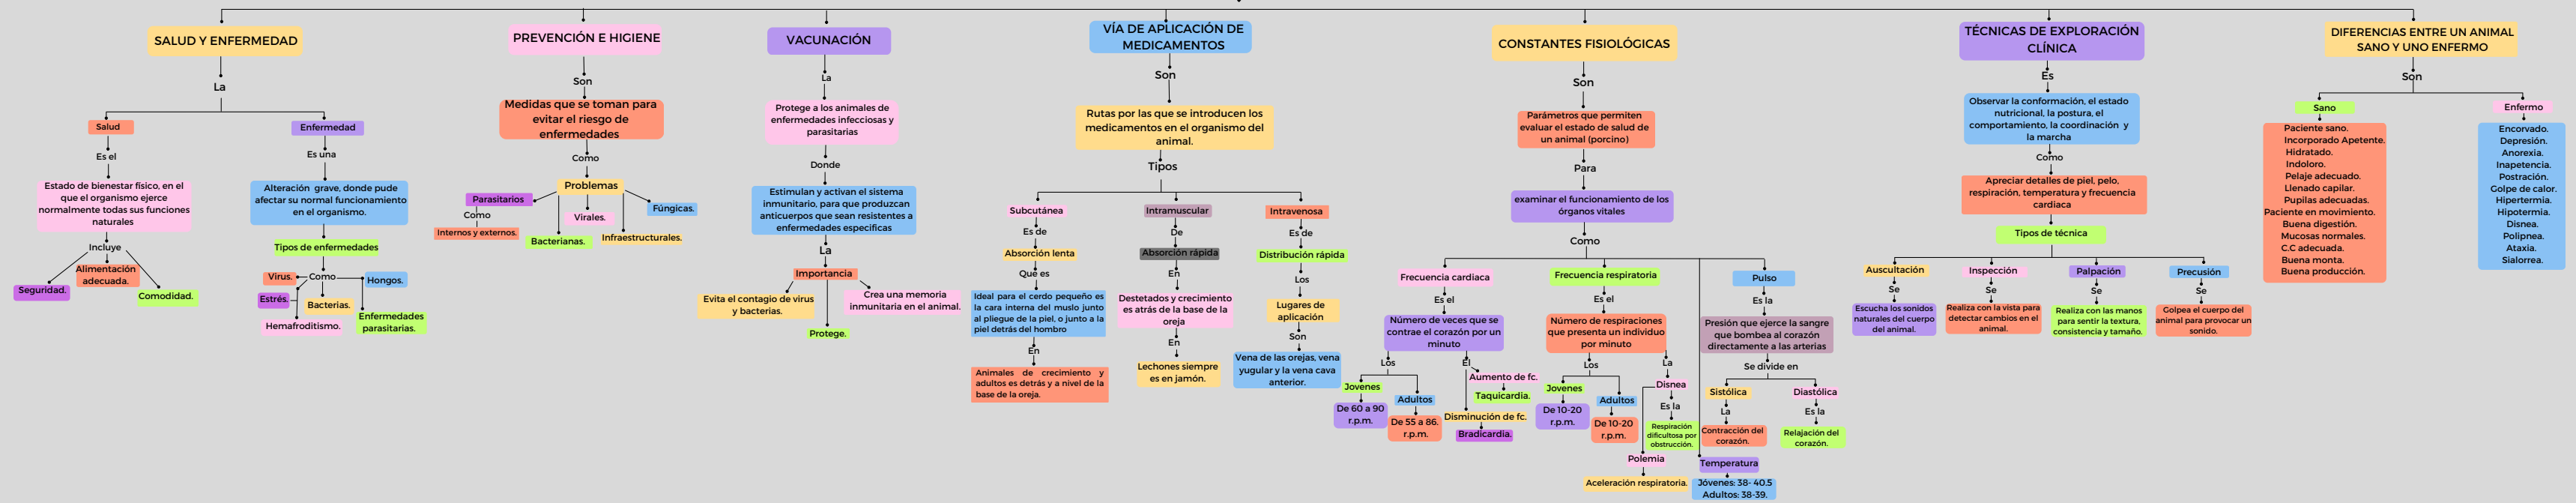 SALUD Y ENFERMEDAD
La
Salud
Es el
Estado de bienestar físico, en el
que el organismo ejerce
normalmente todas sus funciones
naturales
Incluye
Seguridad.
Alimentación
adecuada.
Comodidad.
Enfermedad
Es una
Alteración grave, donde pude
afectar su normal funcionamiento
en el organismo.
Tipos de enfermedades
Como
Virus.
Hongos.
Estrés.
Bacterias.
Hemafroditismo.
Enfermedades
parasitarias.
PREVENCIÓN E HIGIENE
Son
Medidas que se toman para
evitar el riesgo de
enfermedades
Como
Problemas
Parasitarios
Como
Internos y externos.
Bacterianas.
Virales.
Infraestructurales.
Fúngicas.
VACUNACIÓN
La
Protege a los animales de
enfermedades infecciosas y
parasitarias
Donde
Estimulan y activan el sistema
inmunitario, para que produzcan
anticuerpos que sean resistentes a
enfermedades especificas
La
Importancia
Evita el contagio de virus
y bacterias.
Protege.
Crea una memoria
inmunitaria en el animal.
VÍA DE APLICACIÓN DE
MEDICAMENTOS
Son
Rutas por las que se introducen los
medicamentos en el organismo del
animal.
Tipos
Subcutánea
Es de
Absorción lenta
Que es
Ideal para el cerdo pequeño es
la cara interna del muslo junto
al pliegue de la piel, o junto a la
piel detrás del hombro
En
Animales de crecimiento y
adultos es detrás y a nivel de la
base de la oreja.
Intramuscular
De
Absorción rápida
En
Destetados y crecimiento
es atrás de la base de la
oreja
En
Lechones siempre
es en jamón.
Intravenosa
Es de
Distribución rápida
Los
Lugares de
aplicación
Son
Vena de las orejas, vena
yugular y la vena cava
anterior.
CONSTANTES FISIOLÓGICAS
Son
Parámetros que permiten
evaluar el estado de salud de
un animal (porcino)
Para
examinar el funcionamiento de los
órganos vitales
Como
Frecuencia cardiaca
Es el
Número de veces que se
contrae el corazón por un
minuto
Los
Jovenes
De 60 a 90
r.p.m.
Adultos
De 55 a 86.
r.p.m.
El
Aumento de fc.
Taquicardia.
Disminución de fc.
Bradicardia.
Frecuencia respiratoria
Es el
Número de respiraciones
que presenta un individuo
por minuto
Los
Jovenes
De 10-20
r.p.m.
Adultos
De 10-20
r.p.m.
La
Disnea
Es la
Respiración
dificultosa por
obstrucción.
Polemia
Aceleración respiratoria.
Pulso
Es la
Presión que ejerce la sangre
que bombea al corazón
directamente a las arterias
Se divide en
Sistólica
La
Contracción del
corazón.
Diastólica
Es la
Relajación del
corazón.
Temperatura
Jóvenes: 38- 40.5
Adultos: 38-39.
TÉCNICAS DE EXPLORACIÓN
CLÍNICA
Es
Observar la conformación, el estado
nutricional, la postura, el
comportamiento, la coordinación y
la marcha
Como
Apreciar detalles de piel, pelo,
respiración, temperatura y frecuencia
cardiaca
Tipos de técnica
Auscultación
Se
Escucha los sonidos
naturales del cuerpo
del animal.
Inspección
Se
Realiza con la vista para
detectar cambios en el
animal.
Palpación
Se
Realiza con las manos
para sentir la textura,
consistencia y tamaño.
Precusión
Se
Golpea el cuerpo del
animal para provocar un
sonido.
DIFERENCIAS ENTRE UN ANIMAL
SANO Y UNO ENFERMO
Son
Sano
Paciente sano.
Incorporado Apetente.
Hidratado.
Indoloro.
Pelaje adecuado.
Llenado capilar.
Pupilas adecuadas.
Paciente en movimiento.
Buena digestión.
Mucosas normales.
C.C adecuada.
Buena monta.
Buena producción.
Enfermo
Encorvado.
Depresión.
Anorexia.
Inapetencia.
Postración.
Golpe de calor.
Hipertermia.
Hipotermia.
Disnea.
Polipnea.
Ataxia.
Sialorrea.